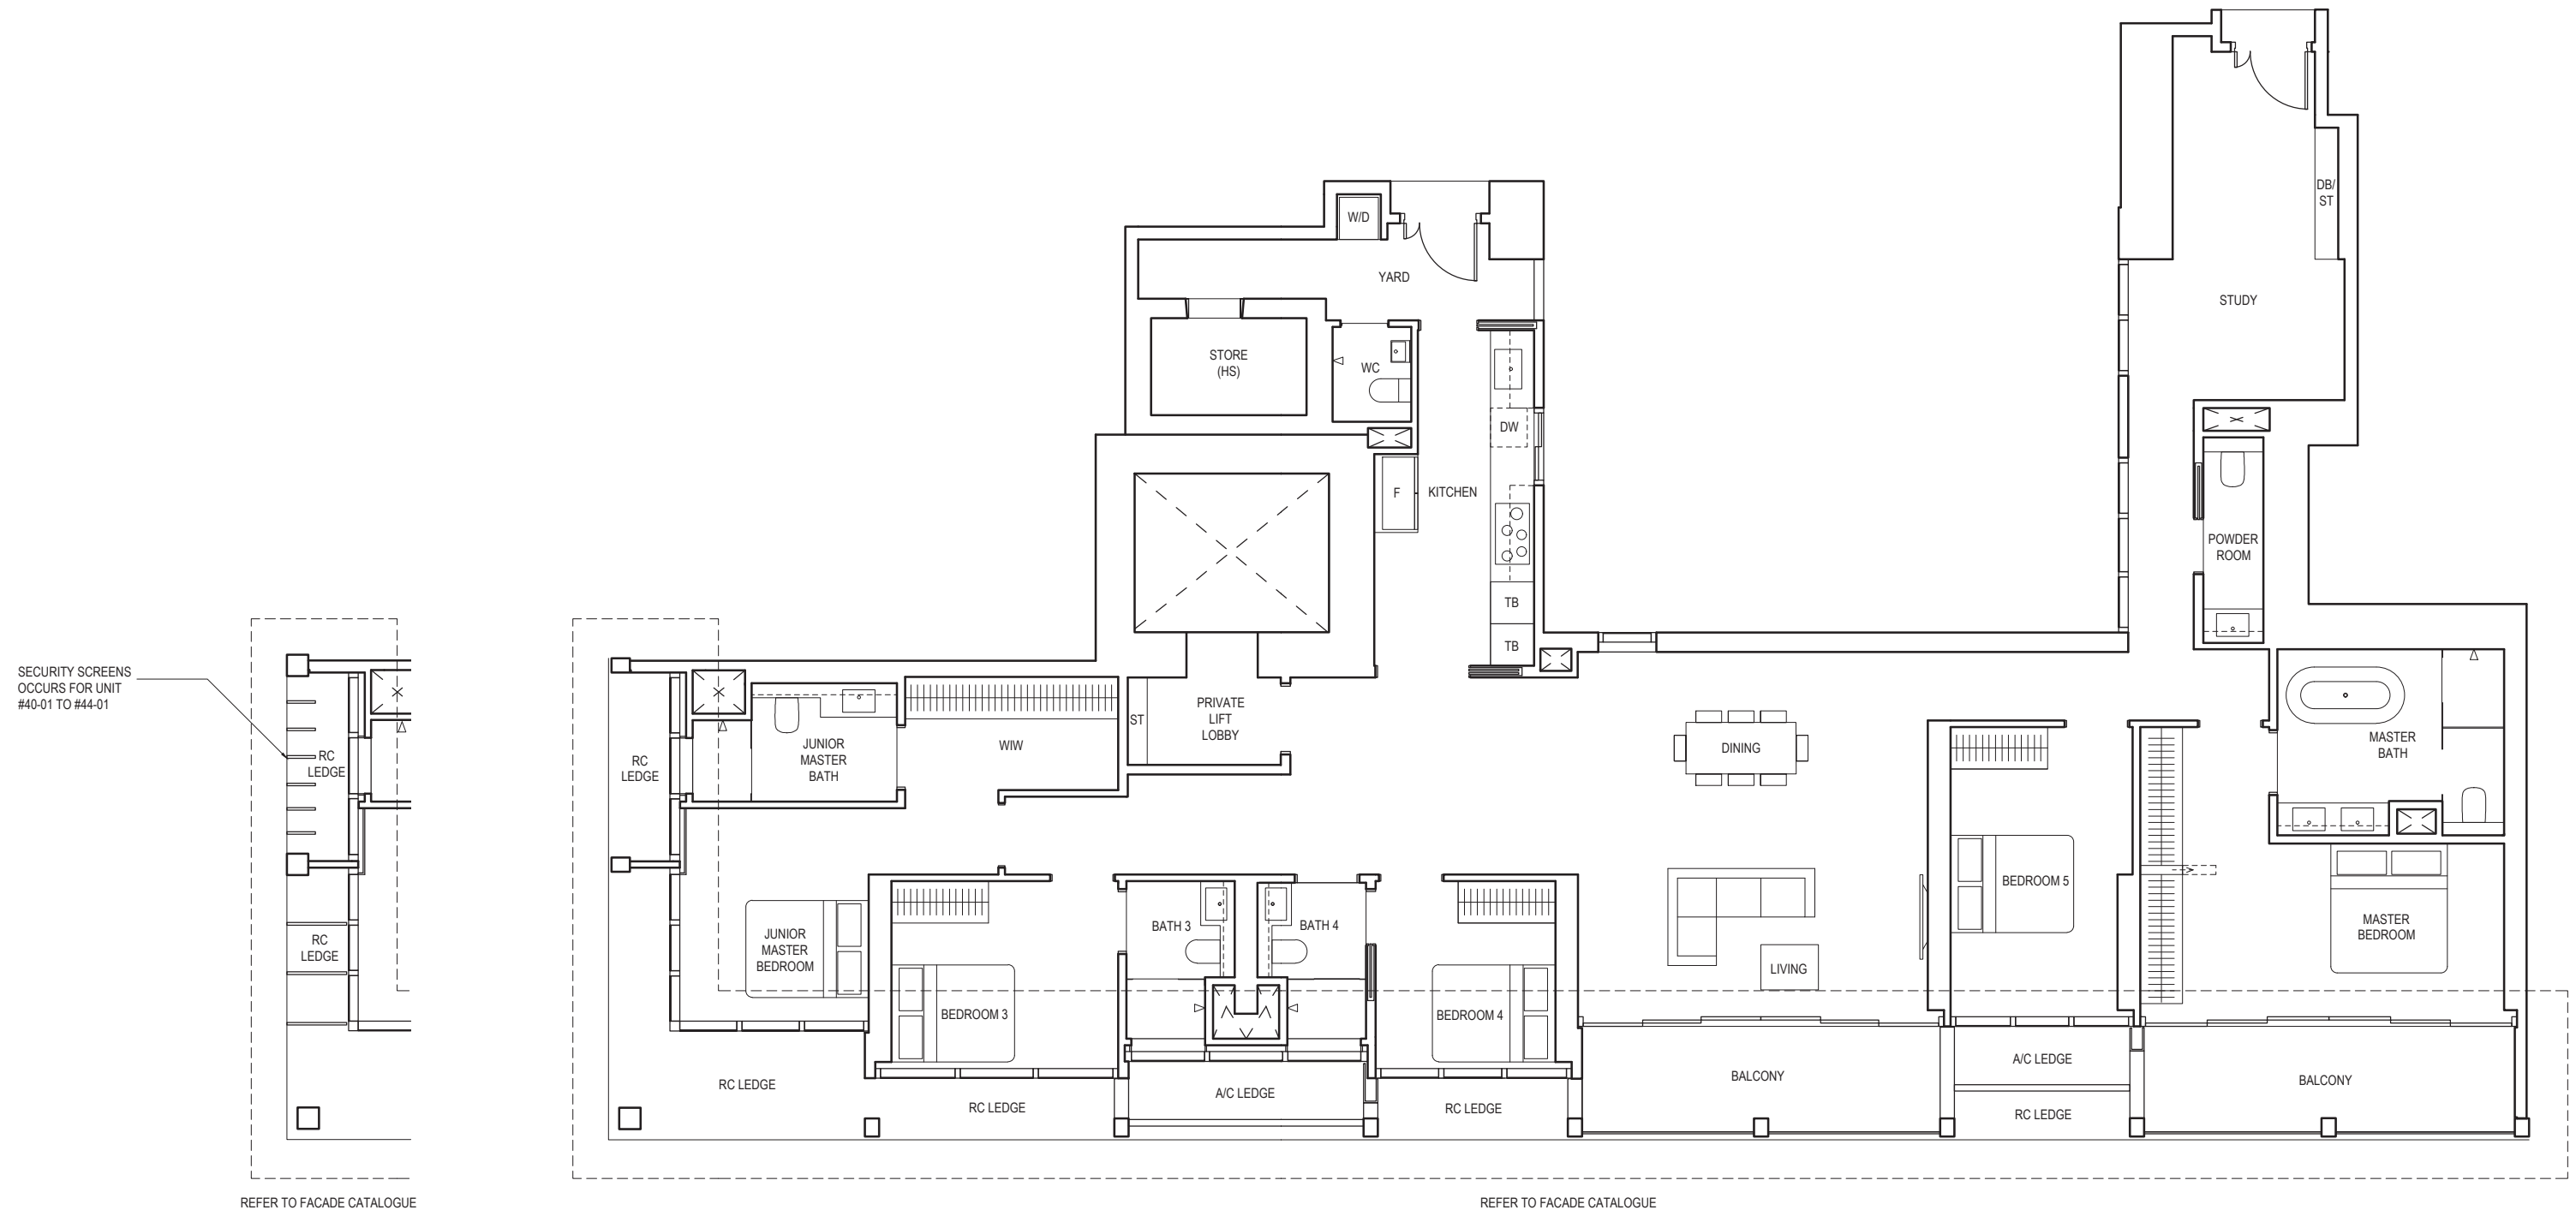 SECURITY SCREENS
OCCURS FOR UNIT
#40-01 TO #44-01
RC
LEDGE
RC
LEDGE
REFER TO FACADE CATALOGUE
W/D
YARD
STORE
(HS)
WC
DW
F
KITCHEN
TB
TB
DB/
ST
STUDY
POWDER
ROOM
RC
LEDGE
JUNIOR
MASTER
BATH
WIW
ST
PRIVATE
LIFT
LOBBY
DINING
MASTER
BATH
JUNIOR
MASTER
BEDROOM
BEDROOM 3
BATH 3
BATH 4
BEDROOM 4
LIVING
BEDROOM 5
MASTER
BEDROOM
RC LEDGE
RC LEDGE
A/C LEDGE
RC LEDGE
BALCONY
A/C LEDGE
RC LEDGE
BALCONY
REFER TO FACADE CATALOGUE